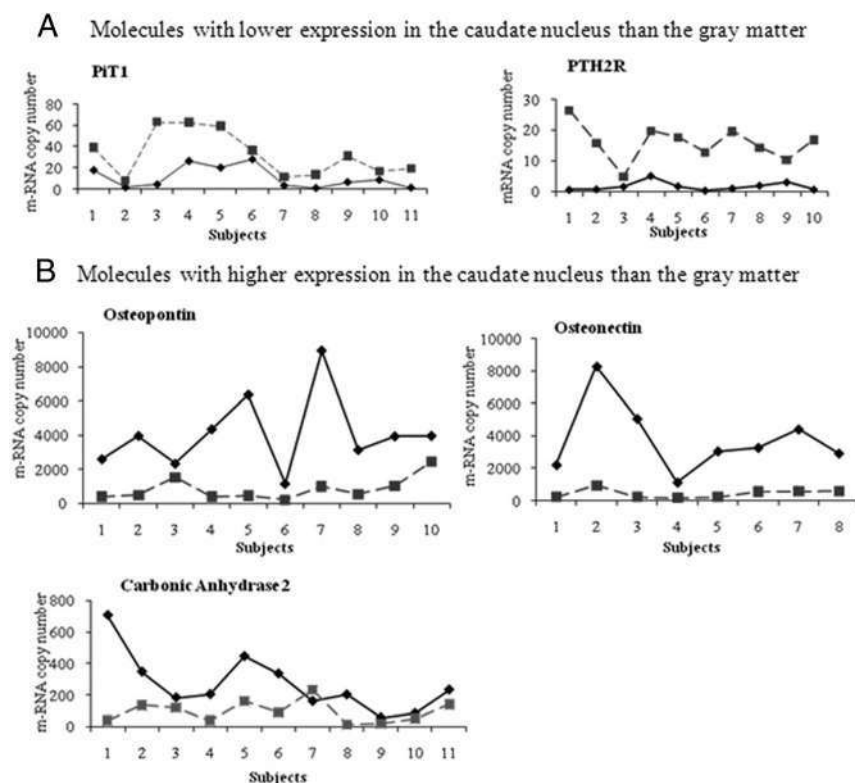 A Molecules with lower expression in the caudate nucleus than the gray matter
PiT1
m-RNA copy number
80
60
40
20
0
1 2 3 4 5 6 7 8 9 10 11
Subjects
PTH2R
mRNA copy number
30
20
10
0
1 2 3 4 5 6 7 8 9 10
Subjects
B Molecules with higher expression in the caudate nucleus than the gray matter
Osteopontin
m-RNA copy number
10000
8000
6000
4000
2000
0
1 2 3 4 5 6 7 8 9 10
Subjects
Osteonectin
m-RNA copy number
10000
8000
6000
4000
2000
0
1 2 3 4 5 6 7 8
Subjects
Carbonic Anhydrase2
m-RNA copy number
800
600
400
200
0
1 2 3 4 5 6 7 8 9 10 11
Subjects